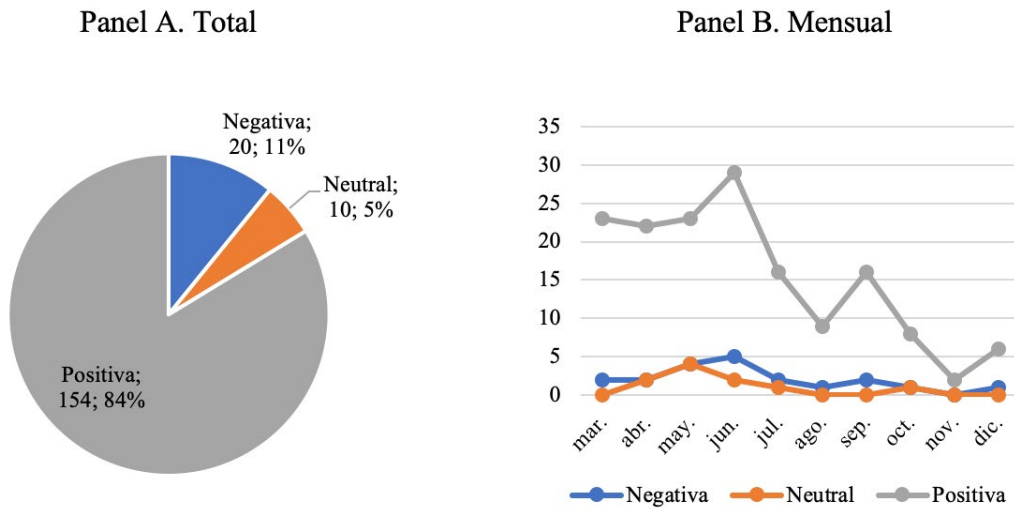 Panel A. Total
Negativa;
20; 11%
Neutral;
10; 5%
Positiva;
154; 84%
Panel B. Mensual
35
30
25
20
15
10
5
0
mar.
abr.
may.
jun.
jul.
ago.
sep.
oct.
nov.
dic.
Negativa
Neutral
Positiva